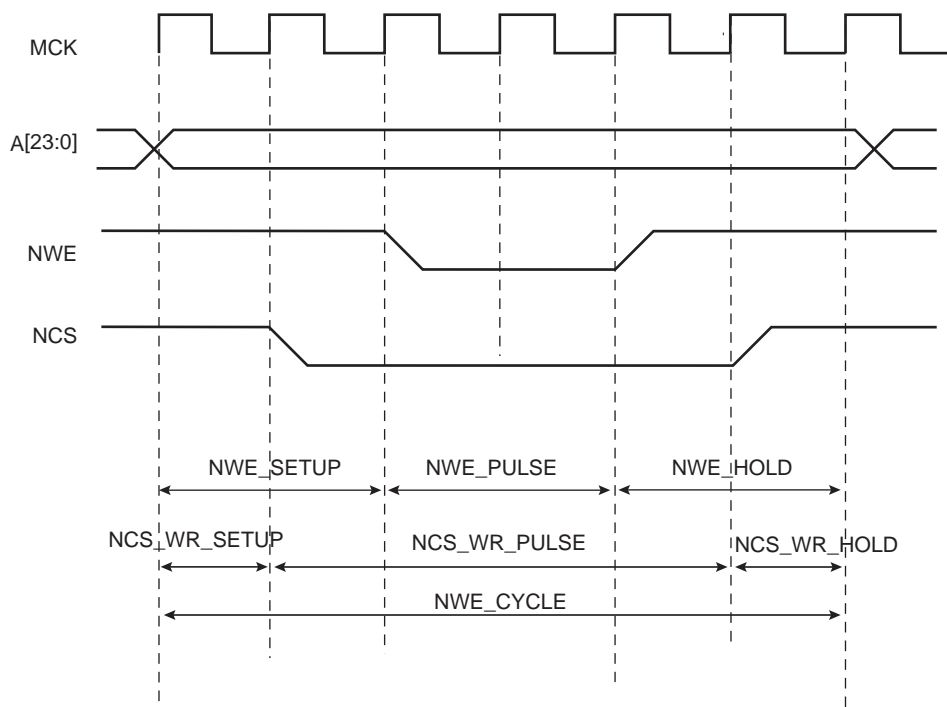 MCK
A[23:0]
NWE
NCS
NWE_SETUP NWE_PULSE NWE_HOLD
NCS_WR_SETUP NCS_WR_PULSE NCS_WR_HOLD
NWE_CYCLE